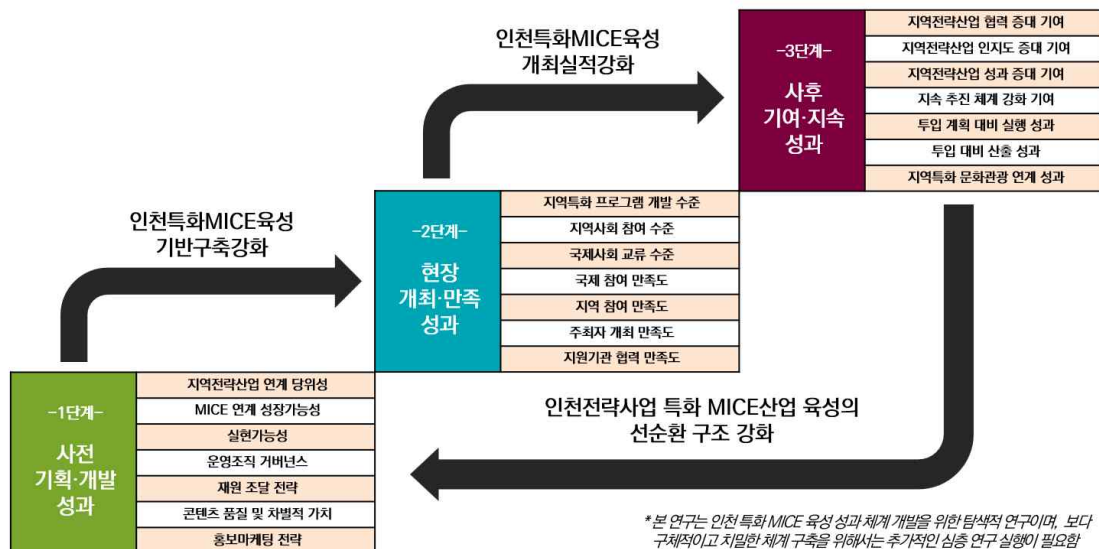 인천특화MICE육성
개최실적강화
-3단계-
사후
기여·지속
성과
지역전략산업 협력 증대 기여
지역전략산업 인지도 증대 기여
지역전략산업 성과 증대 기여
지속 추진 체계 강화 기여
투입 계획 대비 실행 성과
투입 대비 산출 성과
지역특화 문화관광 연계 성과
인천특화MICE육성
기반구축강화
-2단계-
현장
개최·만족
성과
지역특화 프로그램 개발 수준
지역사회 참여 수준
국제사회 교류 수준
국제 참여 만족도
지역 참여 만족도
주최자 개최 만족도
지원기관 협력 만족도
-1단계-
사전
기획·개발
성과
지역전략산업 연계 당위성
MICE 연계 성장가능성
실현가능성
운영조직 거버넌스
재원 조달 전략
콘텐츠 품질 및 차별적 가치
홍보마케팅 전략
인천전략사업 특화 MICE산업 육성의
선순환 구조 강화
* 본 연구는 인천 특화 MICE 육성 성과 체계 개발을 위한 탐색적 연구이며, 보다
구체적이고 치밀한 체계 구축을 위해서는 추가적인 심층 연구 실행이 필요함